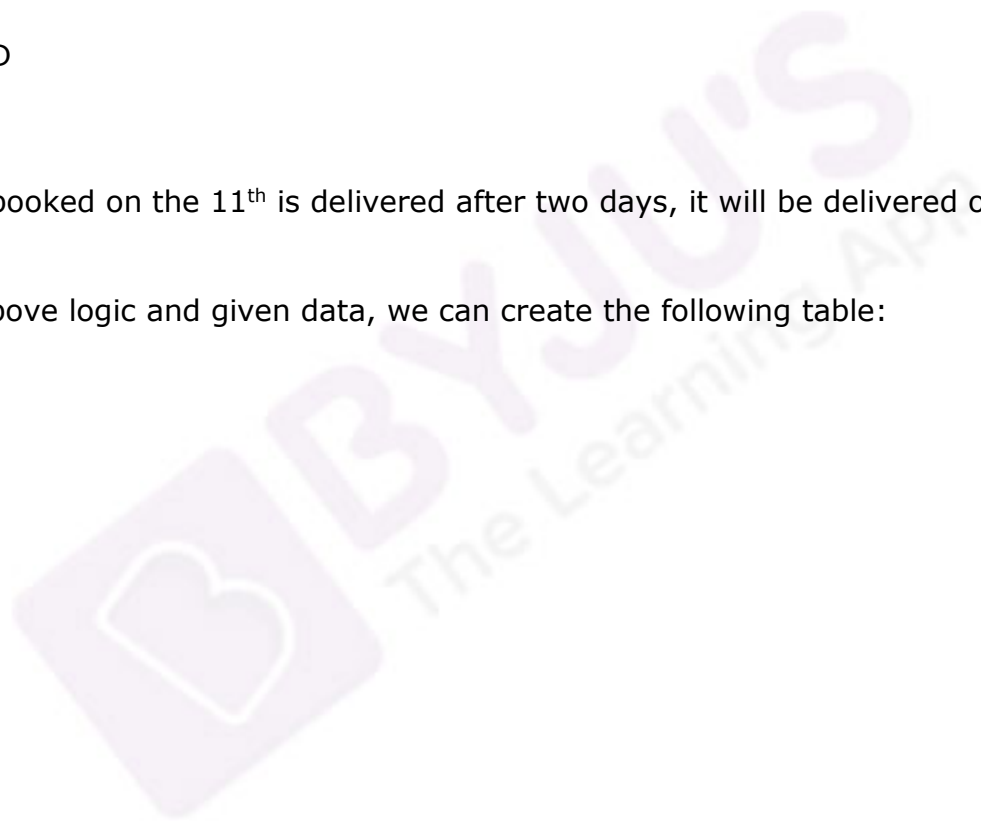 booked on the 11th is delivered after two days, it will be delivered
above logic and given data, we can create the following table:
BYJU'S
The Learning App